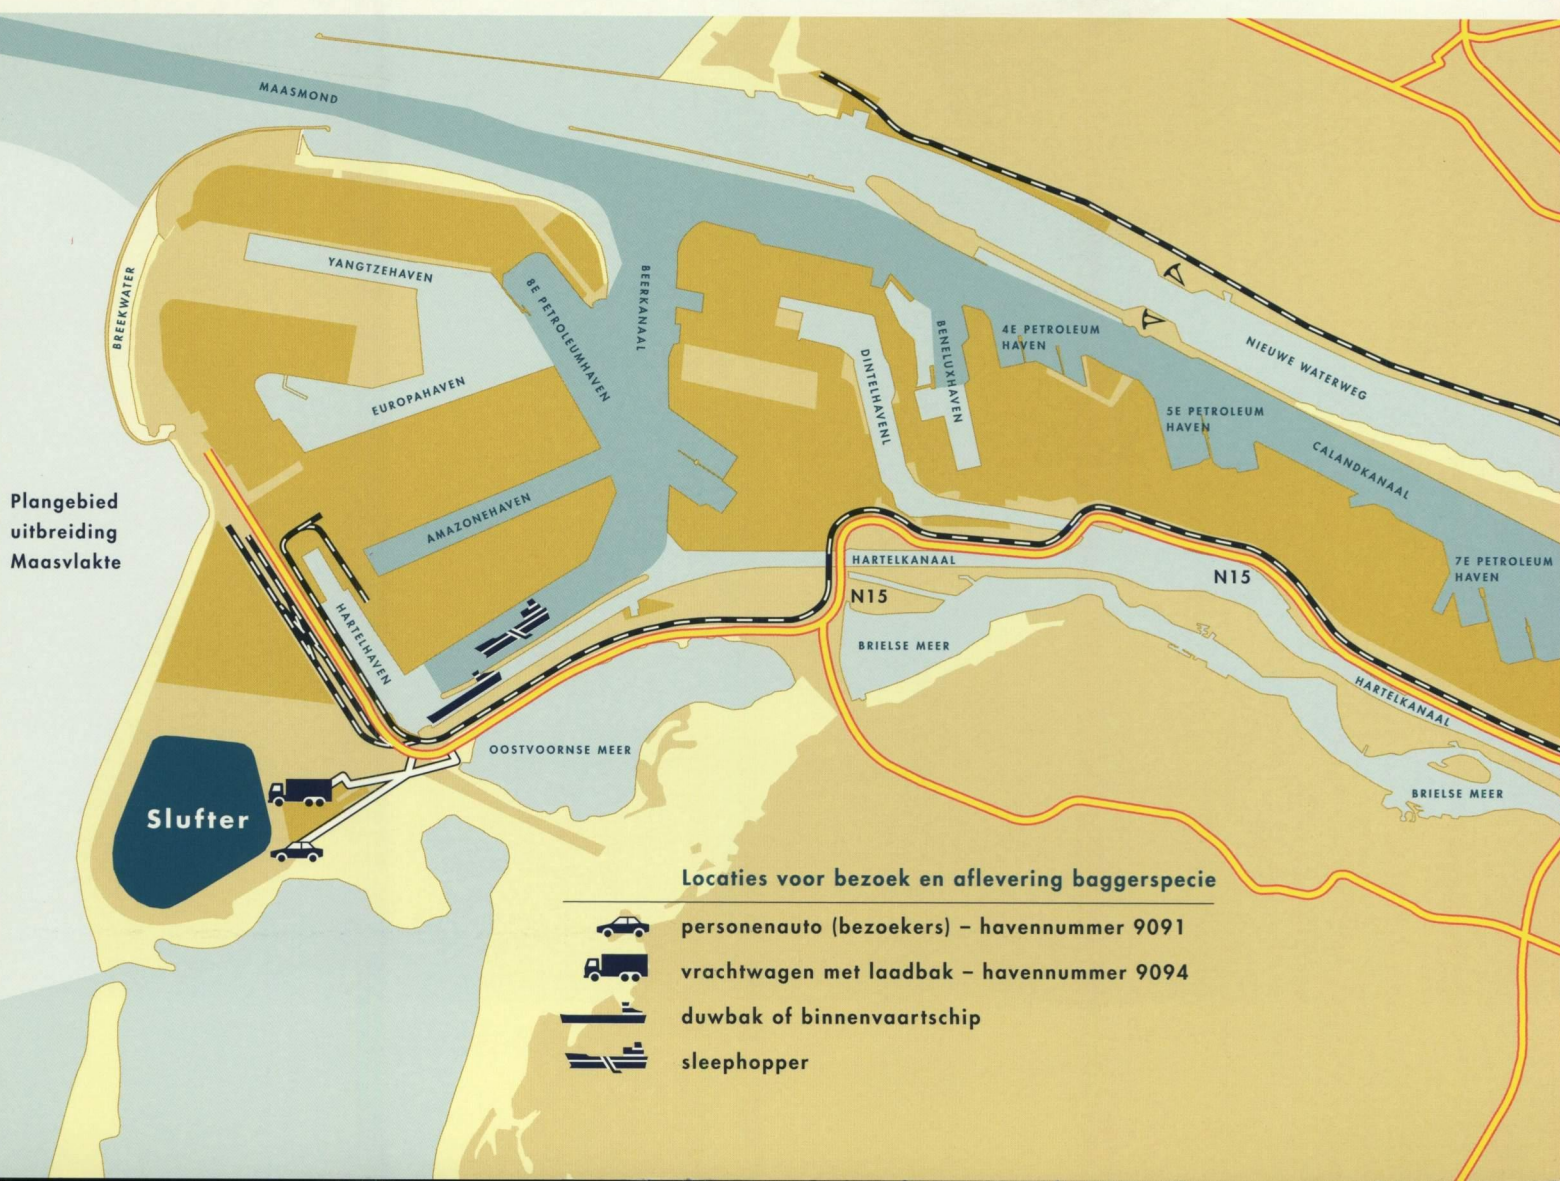 MAASMOND
YANGTZEHAVEN
BREEKWATER
8E PETROLEUMHAVEN
BEERKANAAL
EUROPAHAVEN
DINTELHAVENL
BENELUXHAVEN
4E PETROLEUM
HAVEN
NIEUWE WATERWEG
5E PETROLEUM
HAVEN
CALANDKANAAL
Plangebied
uitbreiding
Maasvlakte
AMAZONEHAVEN
HARTELKANAAL
N15
N15
7E PETROLEUM
HAVEN
HARTELHAVEN
BRIELSE MEER
HARTELKANAAL
OOSTVOORNSE MEER
BRIELSE MEER
Slufter
Locaties voor bezoek en aflevering baggerspecie
personenauto (bezoekers) – havennummer 9091
vrachtwagen met laadbak – havennummer 9094
duwbak of binnenvaartschip
sleephopper